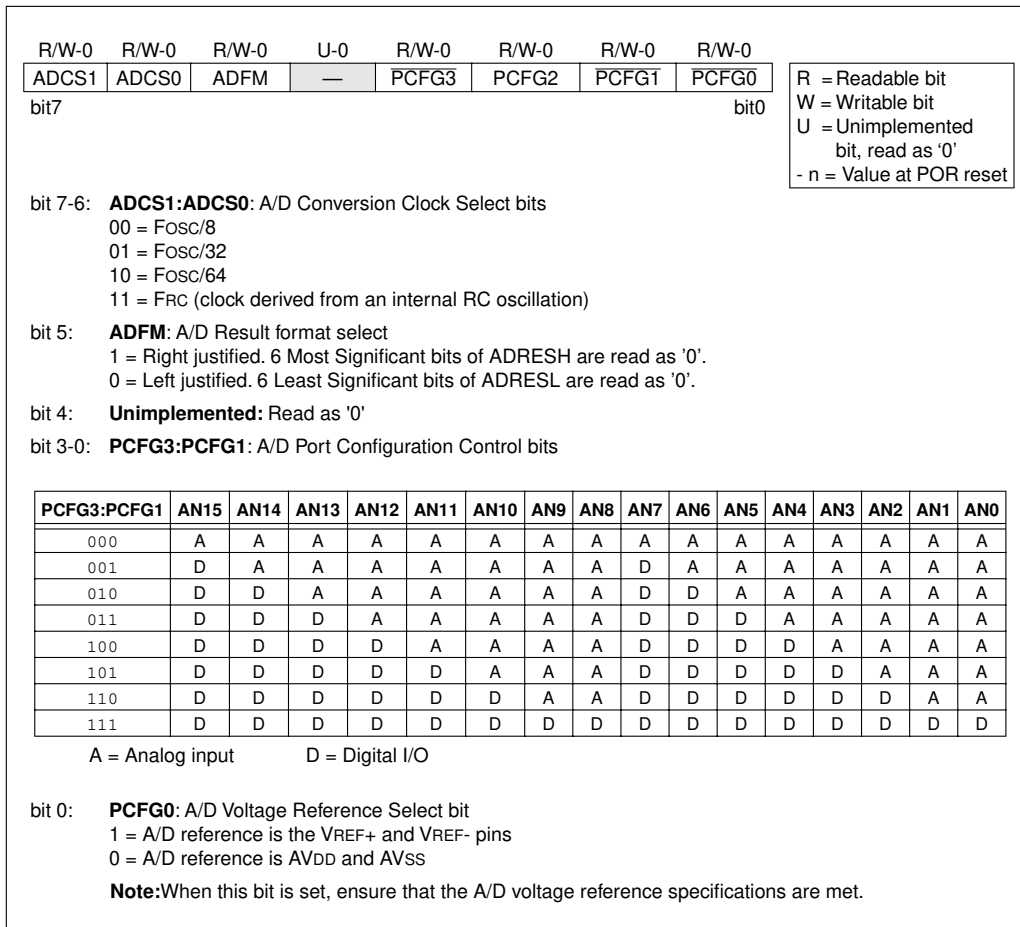 R/W-0 R/W-0 R/W-0 U-0 R/W-0 R/W-0 R/W-0 R/W-0
ADCS1 ADCS0 ADFM — PCFG3 PCFG2 PCFG1 PCFG0
bit7 bit0
R = Readable bit
W = Writable bit
U = Unimplemented
bit, read as ‘0’
- n = Value at POR reset
bit 7-6: ADCS1:ADCS0: A/D Conversion Clock Select bits
00 = FOSC/8
01 = FOSC/32
10 = FOSC/64
11 = FRC (clock derived from an internal RC oscillation)
bit 5: ADFM: A/D Result format select
1 = Right justified. 6 Most Significant bits of ADRESH are read as ’0’.
0 = Left justified. 6 Least Significant bits of ADRESL are read as ’0’.
bit 4: Unimplemented: Read as '0'
bit 3-0: PCFG3:PCFG1: A/D Port Configuration Control bits
PCFG3:PCFG1 AN15 AN14 AN13 AN12 AN11 AN10 AN9 AN8 AN7 AN6 AN5 AN4 AN3 AN2 AN1 AN0
000 A A A A A A A A A A A A A A A A
001 D A A A A A A A D A A A A A A A
010 D D A A A A A A D D A A A A A A
011 D D D A A A A A D D D A A A A A
100 D D D D A A A A D D D D A A A A
101 D D D D D A A A D D D D D A A A
110 D D D D D D A A D D D D D D A A
111 D D D D D D D D D D D D D D D D
A = Analog input D = Digital I/O
bit 0: PCFG0: A/D Voltage Reference Select bit
1 = A/D reference is the VREF+ and VREF- pins
0 = A/D reference is AVDD and AVSS
Note:When this bit is set, ensure that the A/D voltage reference specifications are met.